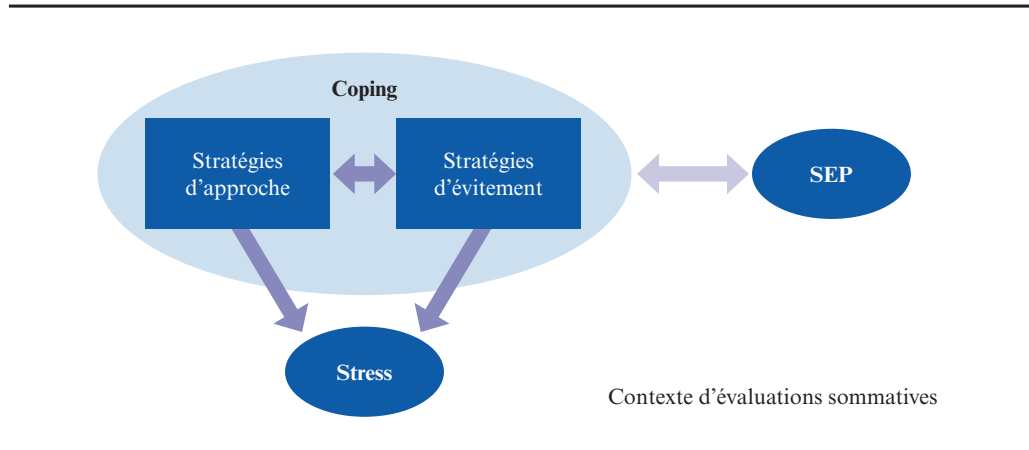 Coping
Stratégies
d’approche
Stratégies
d’évitement
SEP
Stress
Contexte d’évaluations sommatives